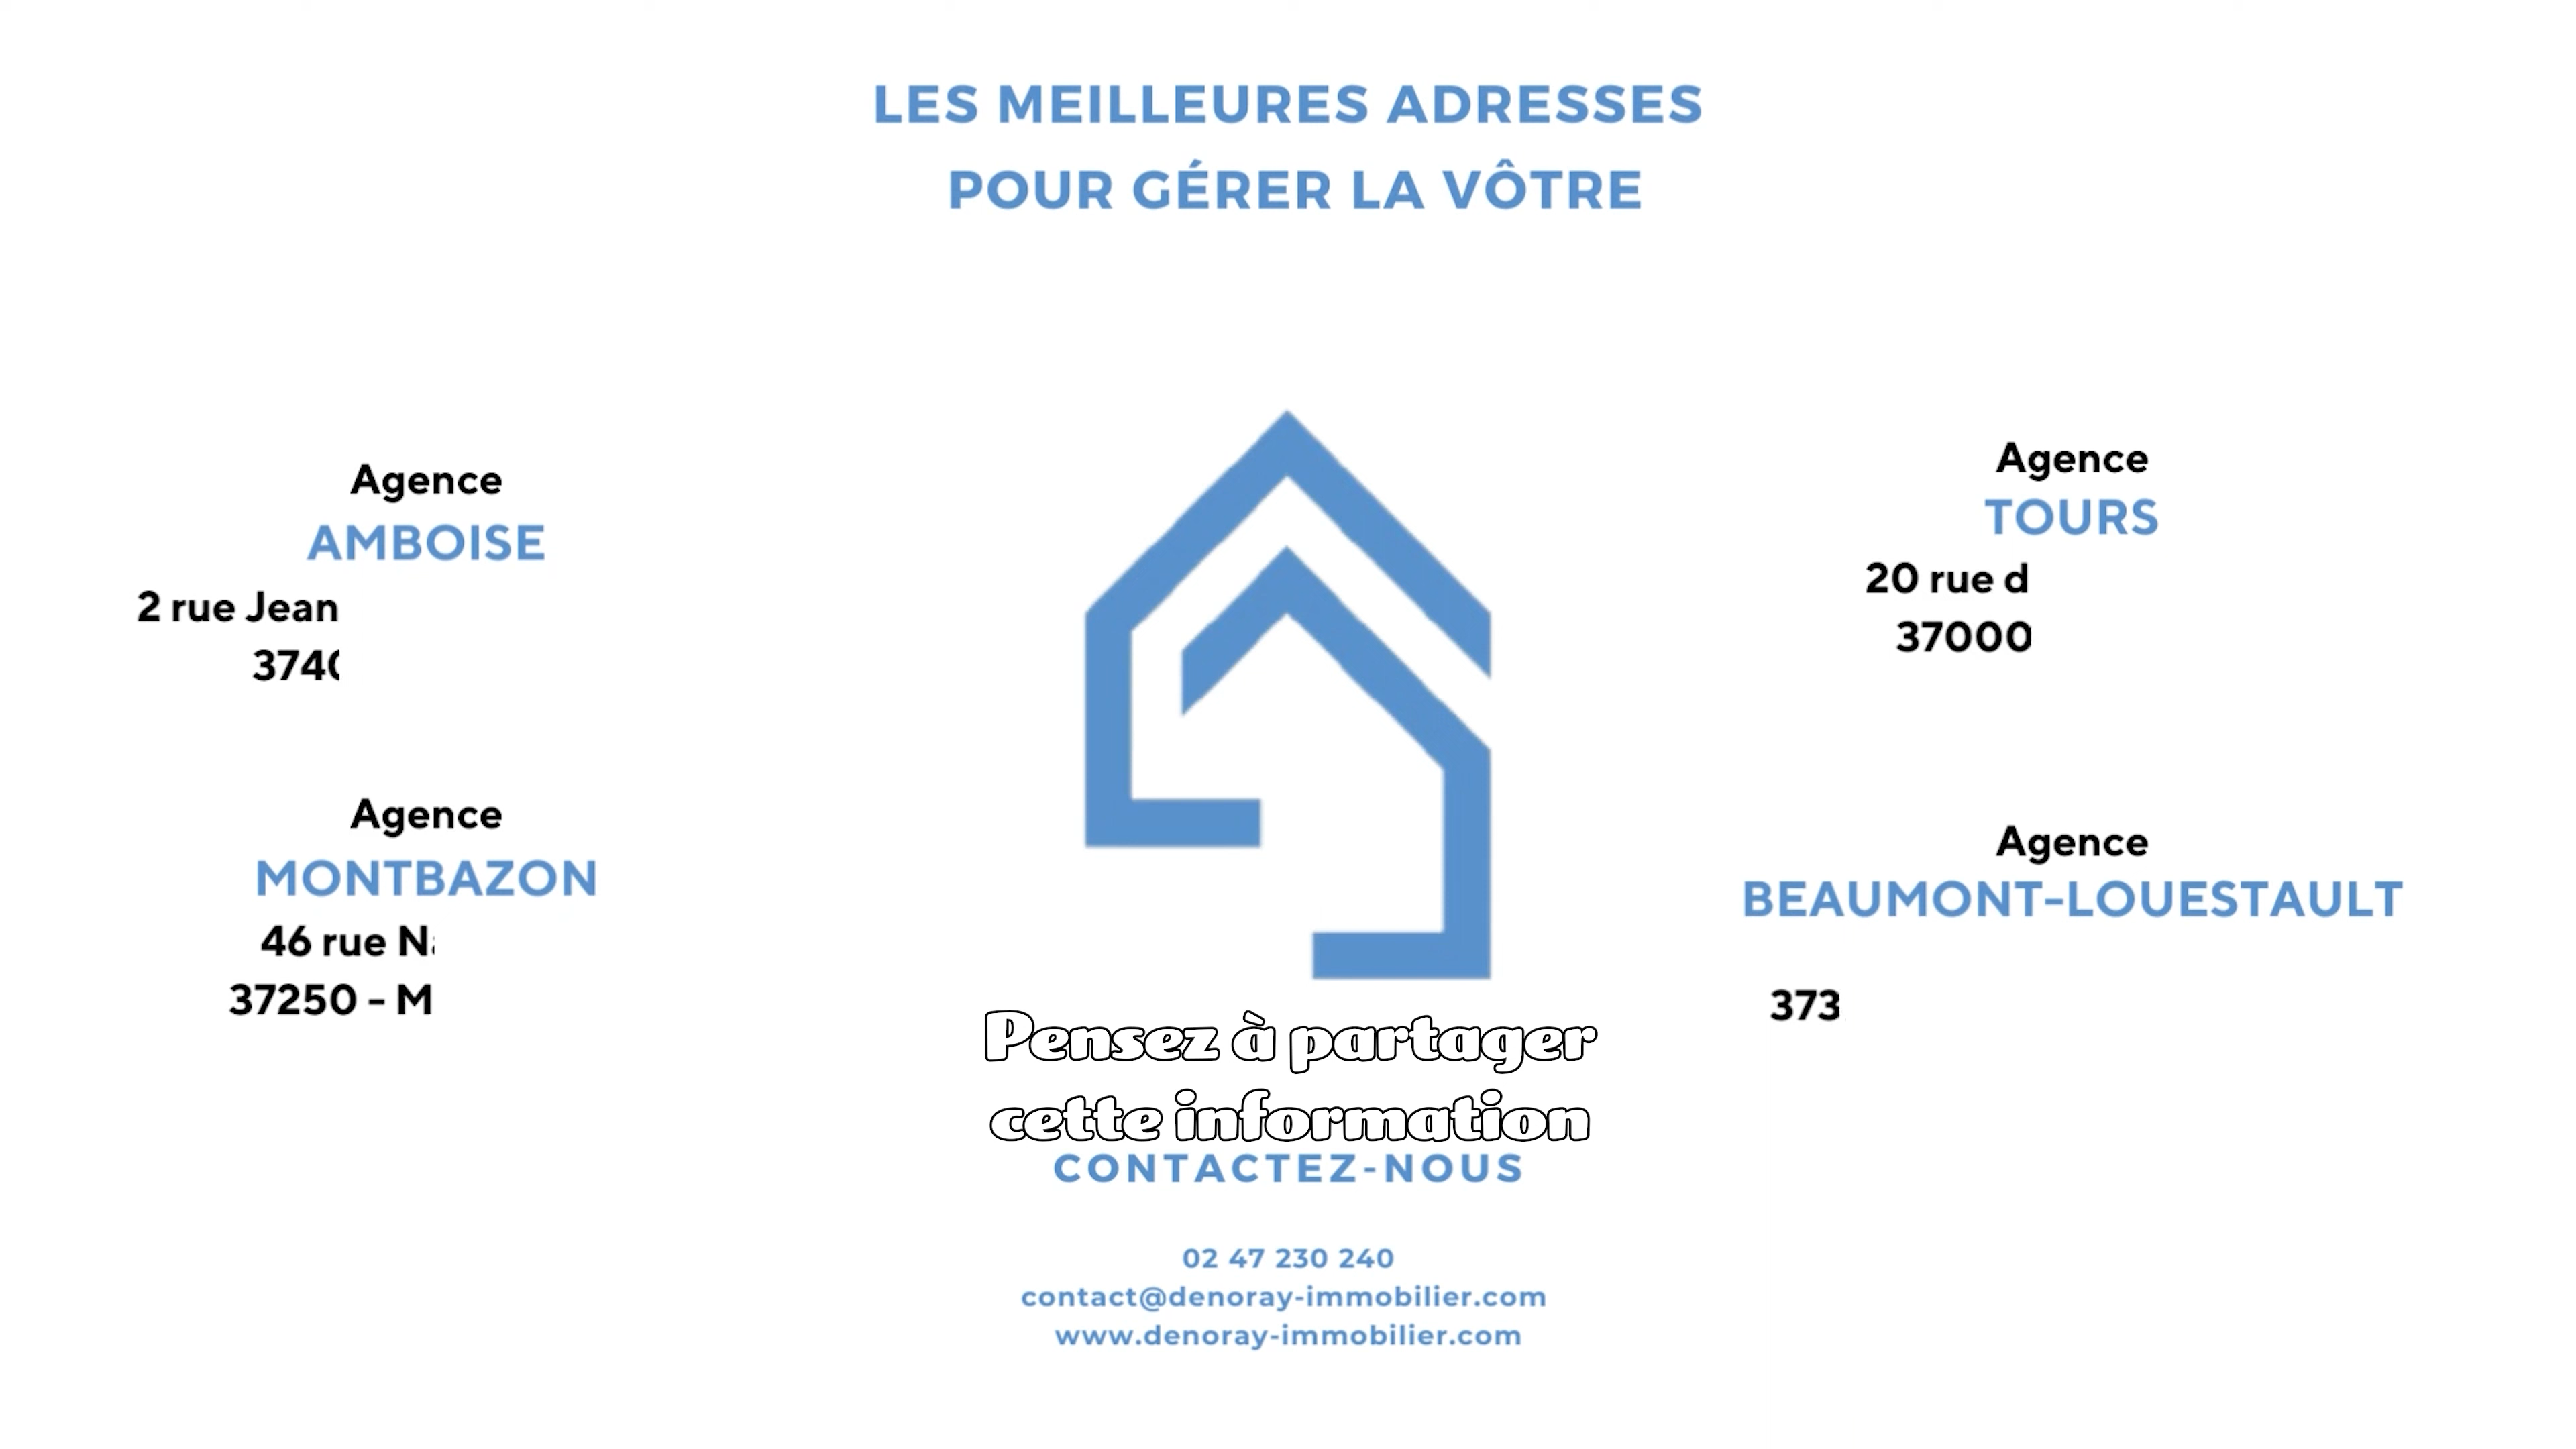 LES MEILLEURES ADRESSES
POUR GÉRER LA VÔTRE
Agence
AMBOISE
2 rue Jean
374
Agence
MONTBAZON
46 rue N
37250 - M
Agence
TOURS
20 rue d
37000
Agence
BEAUMONT-LOUESTAULT
373
Pensez à partager
cette information
CONTACTEZ-NOUS
02 47 230 240
contact@denoray-immobilier.com
www.denoray-immobilier.com